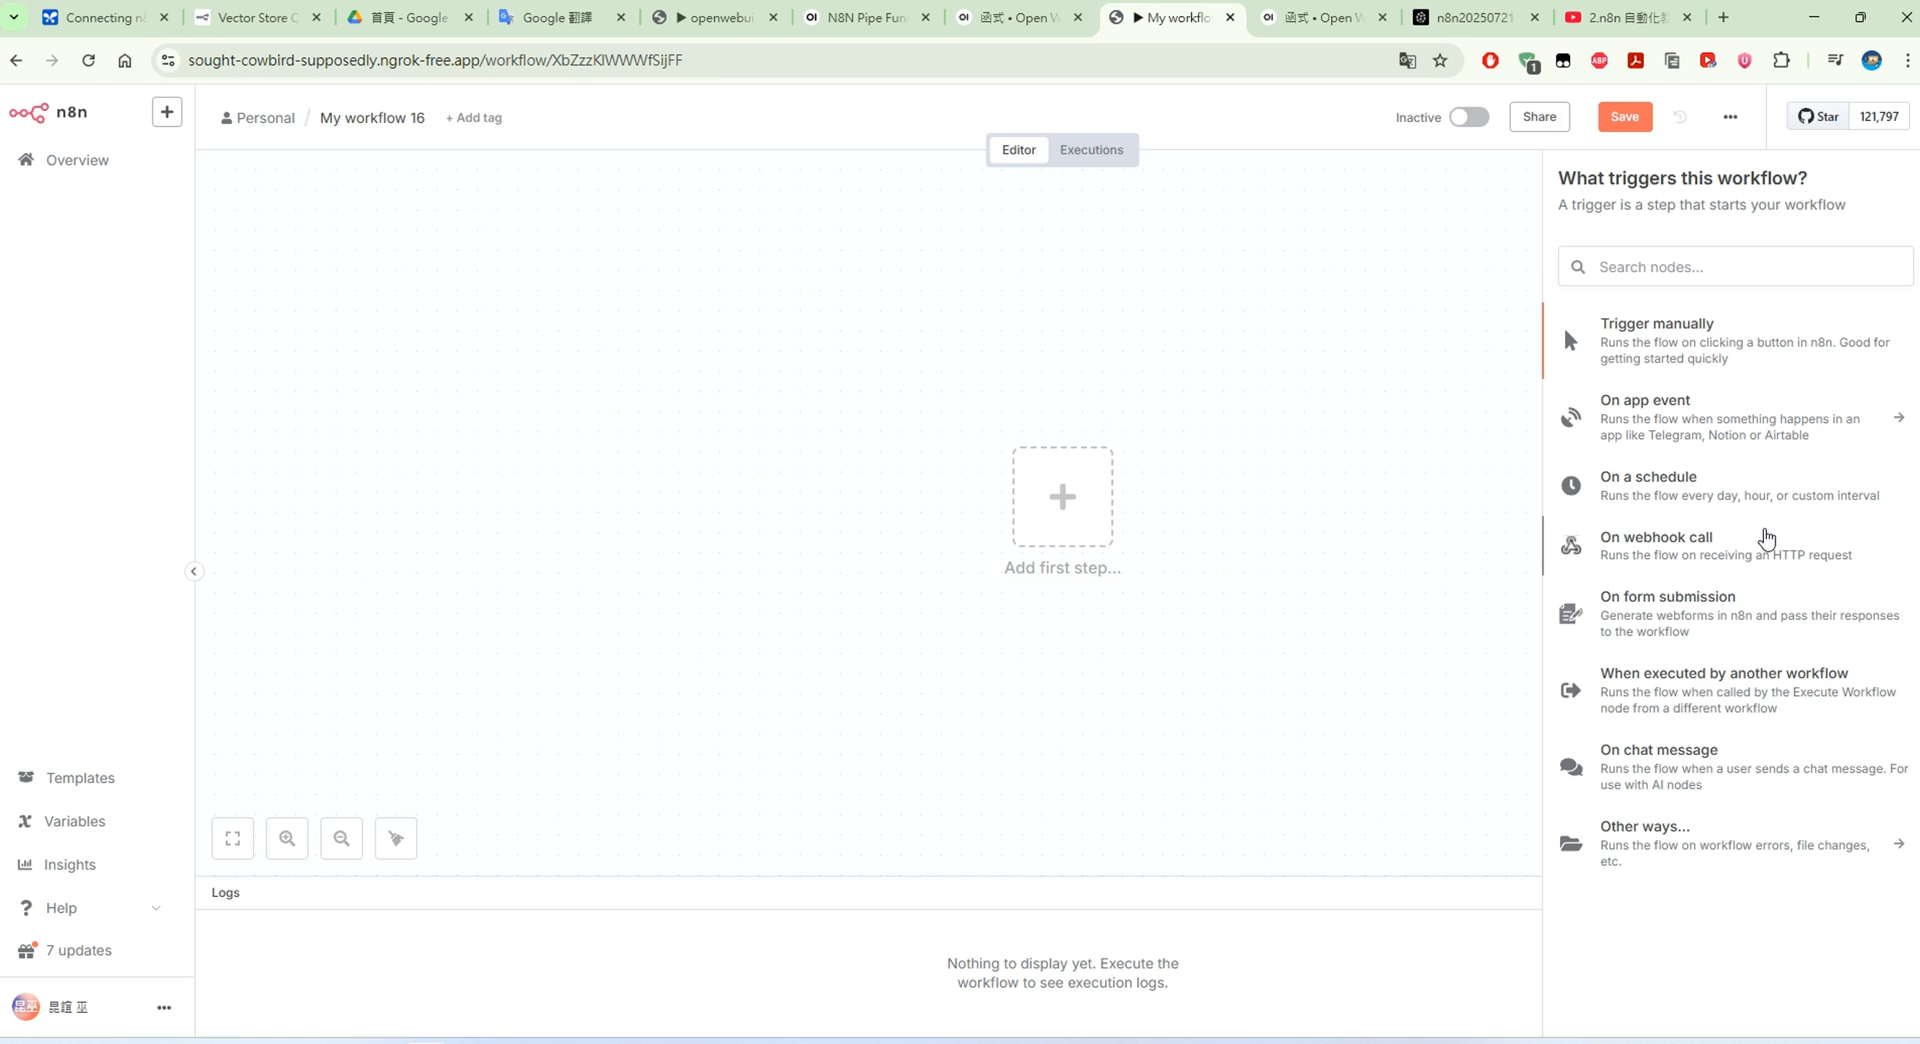 Connecting n
Vector Store Q
首頁 - Google
Google 翻譯
▶ openwebui
N8N Pipe Fun
函式 • Open W
▶ My workflo
函式 • Open W
n8n20250721
2.n8n 自動化
sought-cowbird-supposedly.ngrok-free.app/workflow/XbZzzKlWWWfSijFF
1
ABP
n8n
Personal / My workflow 16 + Add tag
Inactive
Share
Save
Star 121,797
Overview
Editor Executions
What triggers this workflow?
A trigger is a step that starts your workflow
Search nodes...
Trigger manually
Runs the flow on clicking a button in n8n. Good for
getting started quickly
On app event
Runs the flow when something happens in an
app like Telegram, Notion or Airtable
On a schedule
Runs the flow every day, hour, or custom interval
On webhook call
Runs the flow on receiving an HTTP request
On form submission
Generate webforms in n8n and pass their responses
to the workflow
When executed by another workflow
Runs the flow when called by the Execute Workflow
node from a different workflow
On chat message
Runs the flow when a user sends a chat message. For
use with AI nodes
Other ways...
Runs the flow on workflow errors, file changes,
etc.
Add first step...
Templates
Variables
Insights
Help
7 updates
昆巫 昆誼 巫
Logs
Nothing to display yet. Execute the
workflow to see execution logs.